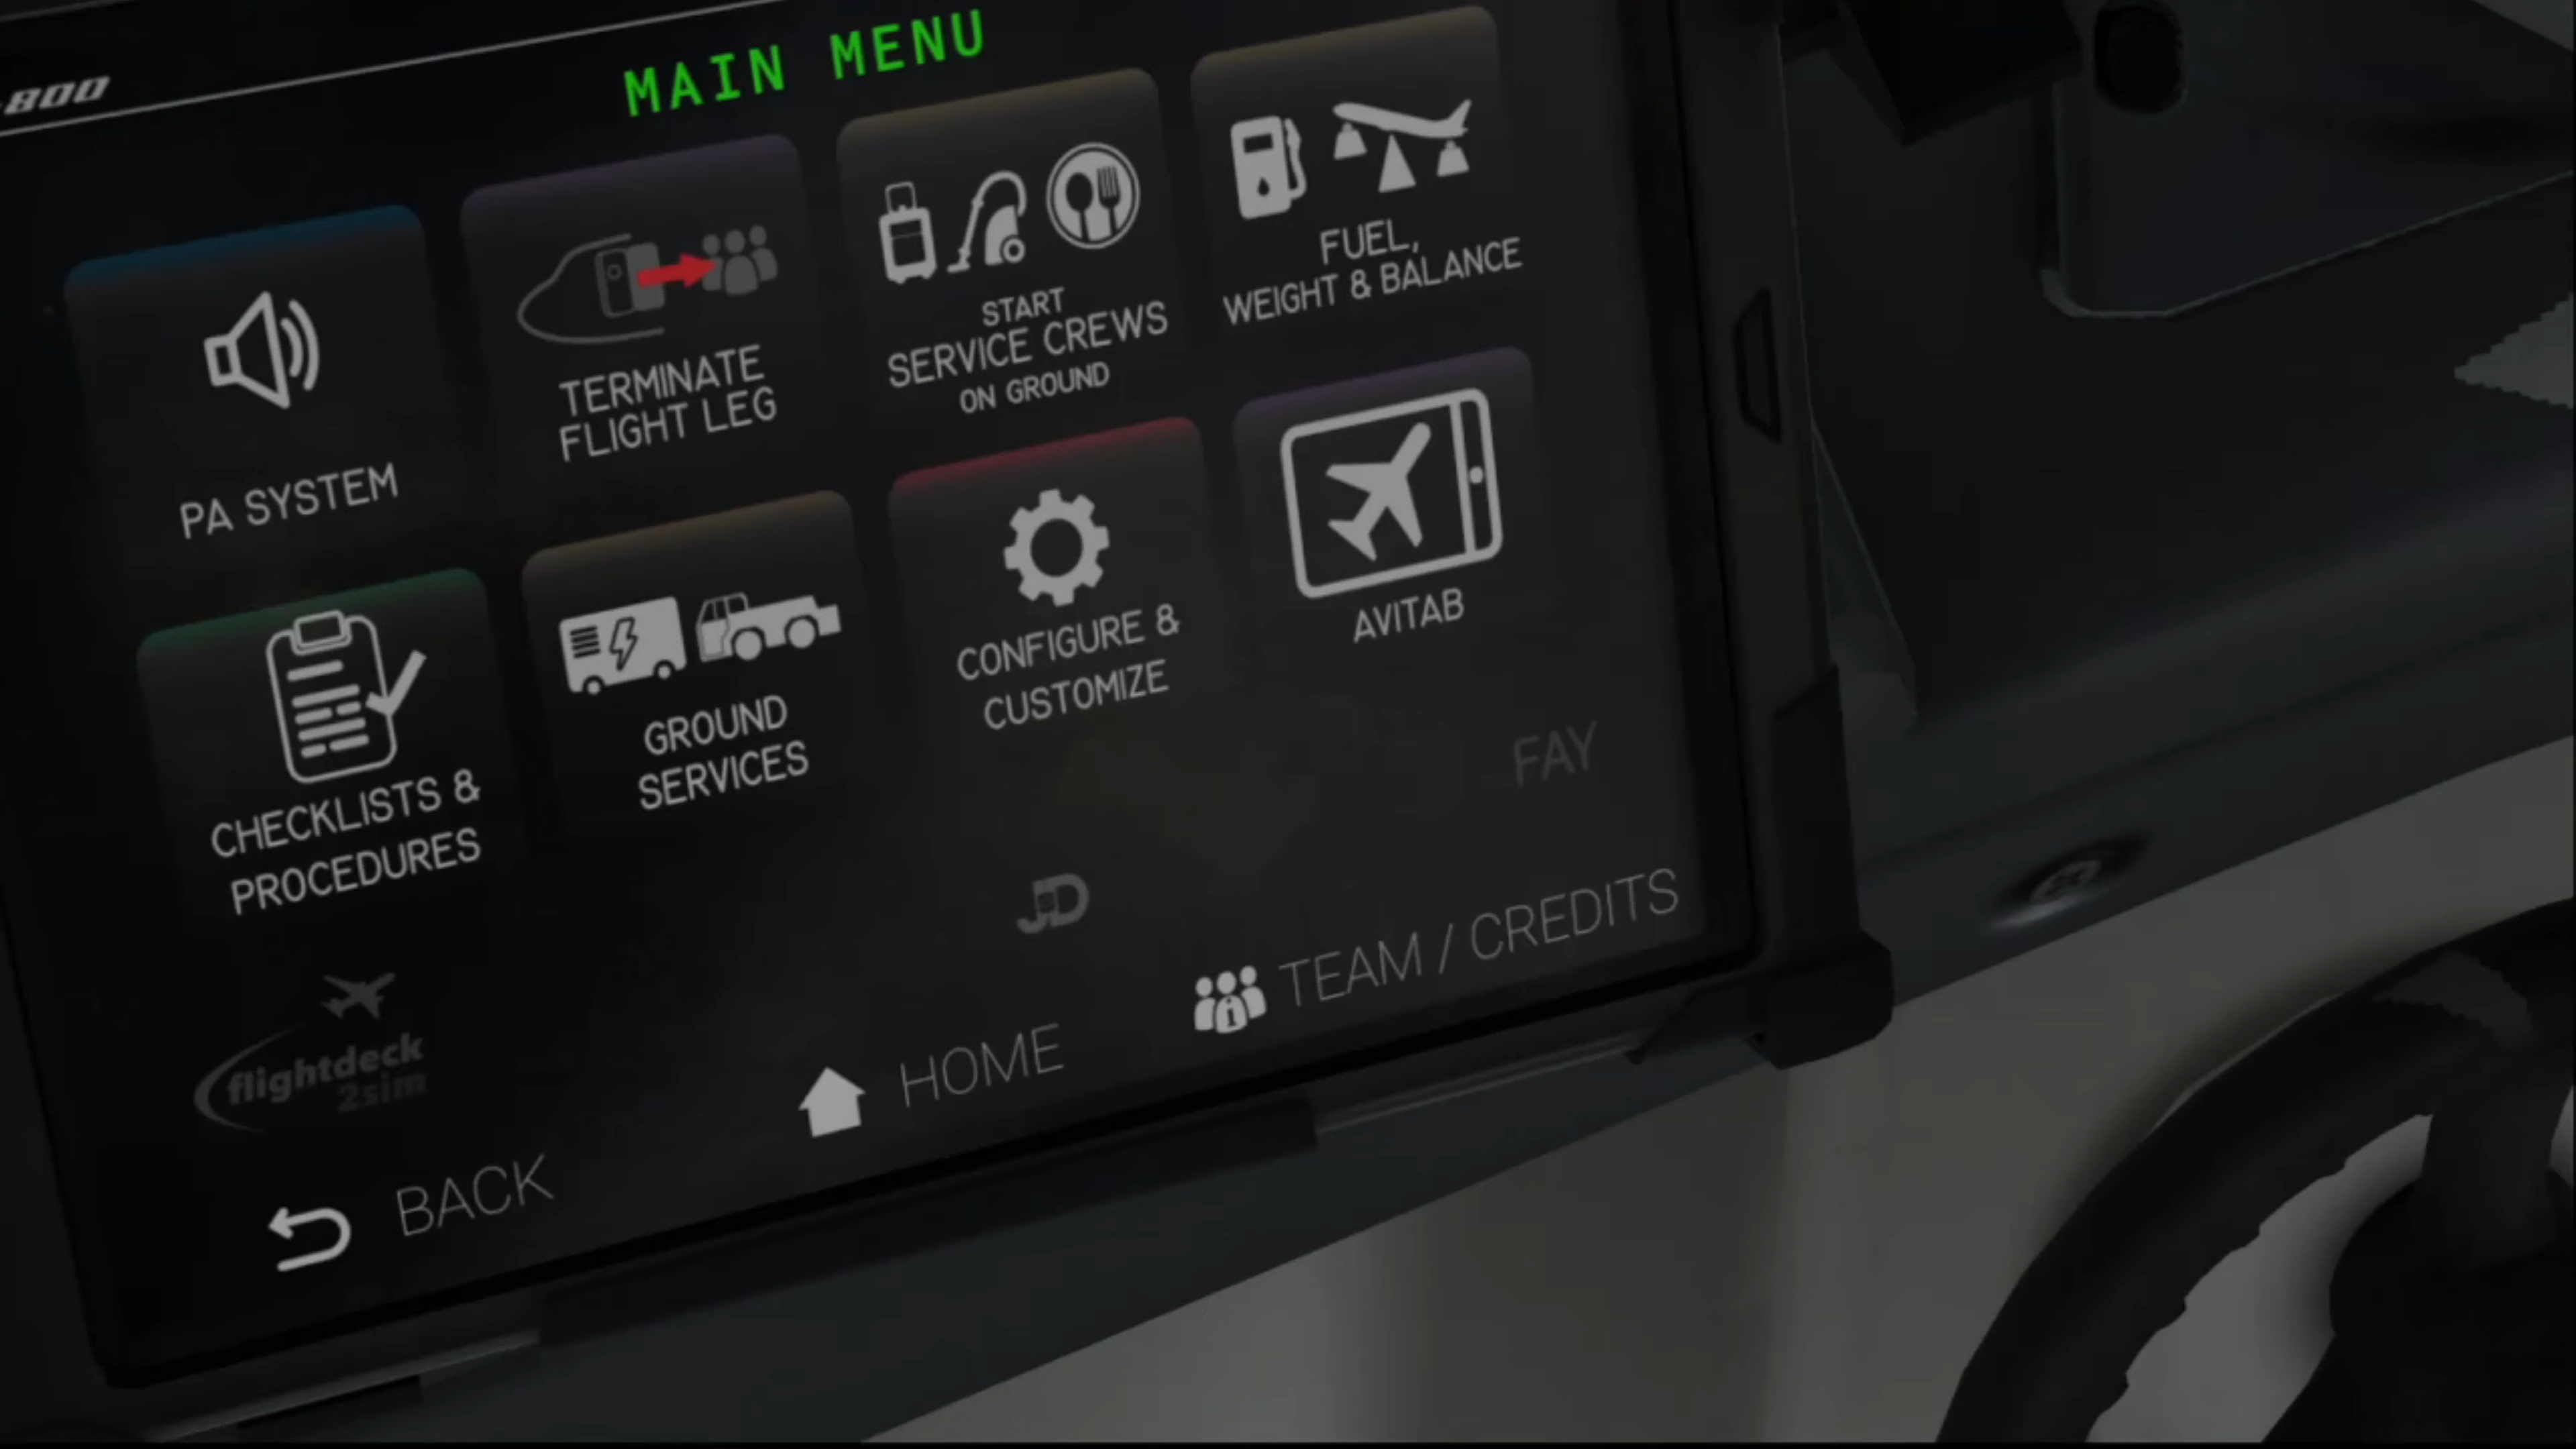 -800
MAIN MENU
PA SYSTEM
TERMINATE
FLIGHT LEG
START
SERVICE CREWS
ON GROUND
FUEL,
WEIGHT & BALANCE
CHECKLISTS &
PROCEDURES
GROUND
SERVICES
CONFIGURE &
CUSTOMIZE
AVITAB
FAY
JD
flightdeck
2sim
BACK
HOME
TEAM / CREDITS